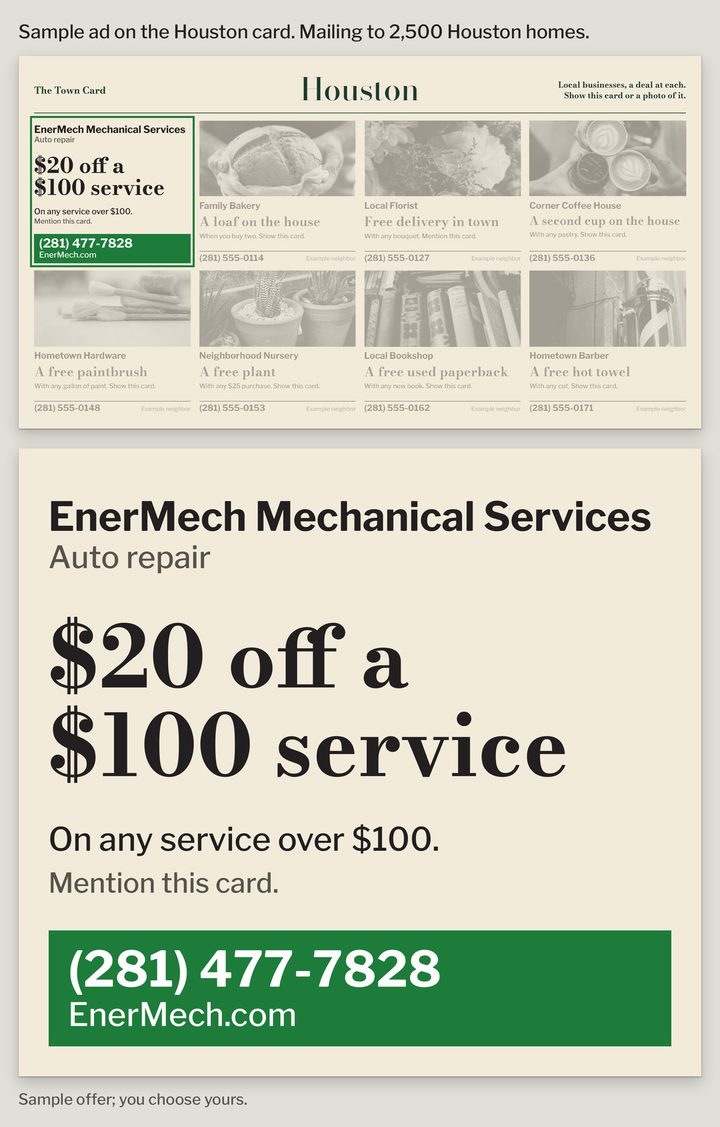 Sample ad on the Houston card. Mailing to 2,500 Houston homes.
The Town Card
Houston
Local businesses, a deal at each.
Show this card or a photo of it.
EnerMech Mechanical Services
Auto repair
$20 off a
$100 service
On any service over $100.
Mention this card.
(281) 477-7828
EnerMech.com
Family Bakery
A loaf on the house
When you buy two. Show this card.
(281) 555-0114
Example neighbor
Local Florist
Free delivery in town
With any bouquet. Mention this card.
(281) 555-0127
Example neighbor
Corner Coffee House
A second cup on the house
With any pastry. Show this card.
(281) 555-0136
Example neighbor
Hometown Hardware
A free paintbrush
With any gallon of paint. Show this card.
(281) 555-0148
Example neighbor
Neighborhood Nursery
A free plant
With any $25 purchase. Show this card.
(281) 555-0153
Example neighbor
Local Bookshop
A free used paperback
With any new book. Show this card.
(281) 555-0162
Example neighbor
Hometown Barber
A free hot towel
With any cut. Show this card.
(281) 555-0171
Example neighbor
EnerMech Mechanical Services
Auto repair
$20 off a
$100 service
On any service over $100.
Mention this card.
(281) 477-7828
EnerMech.com
Sample offer; you choose yours.